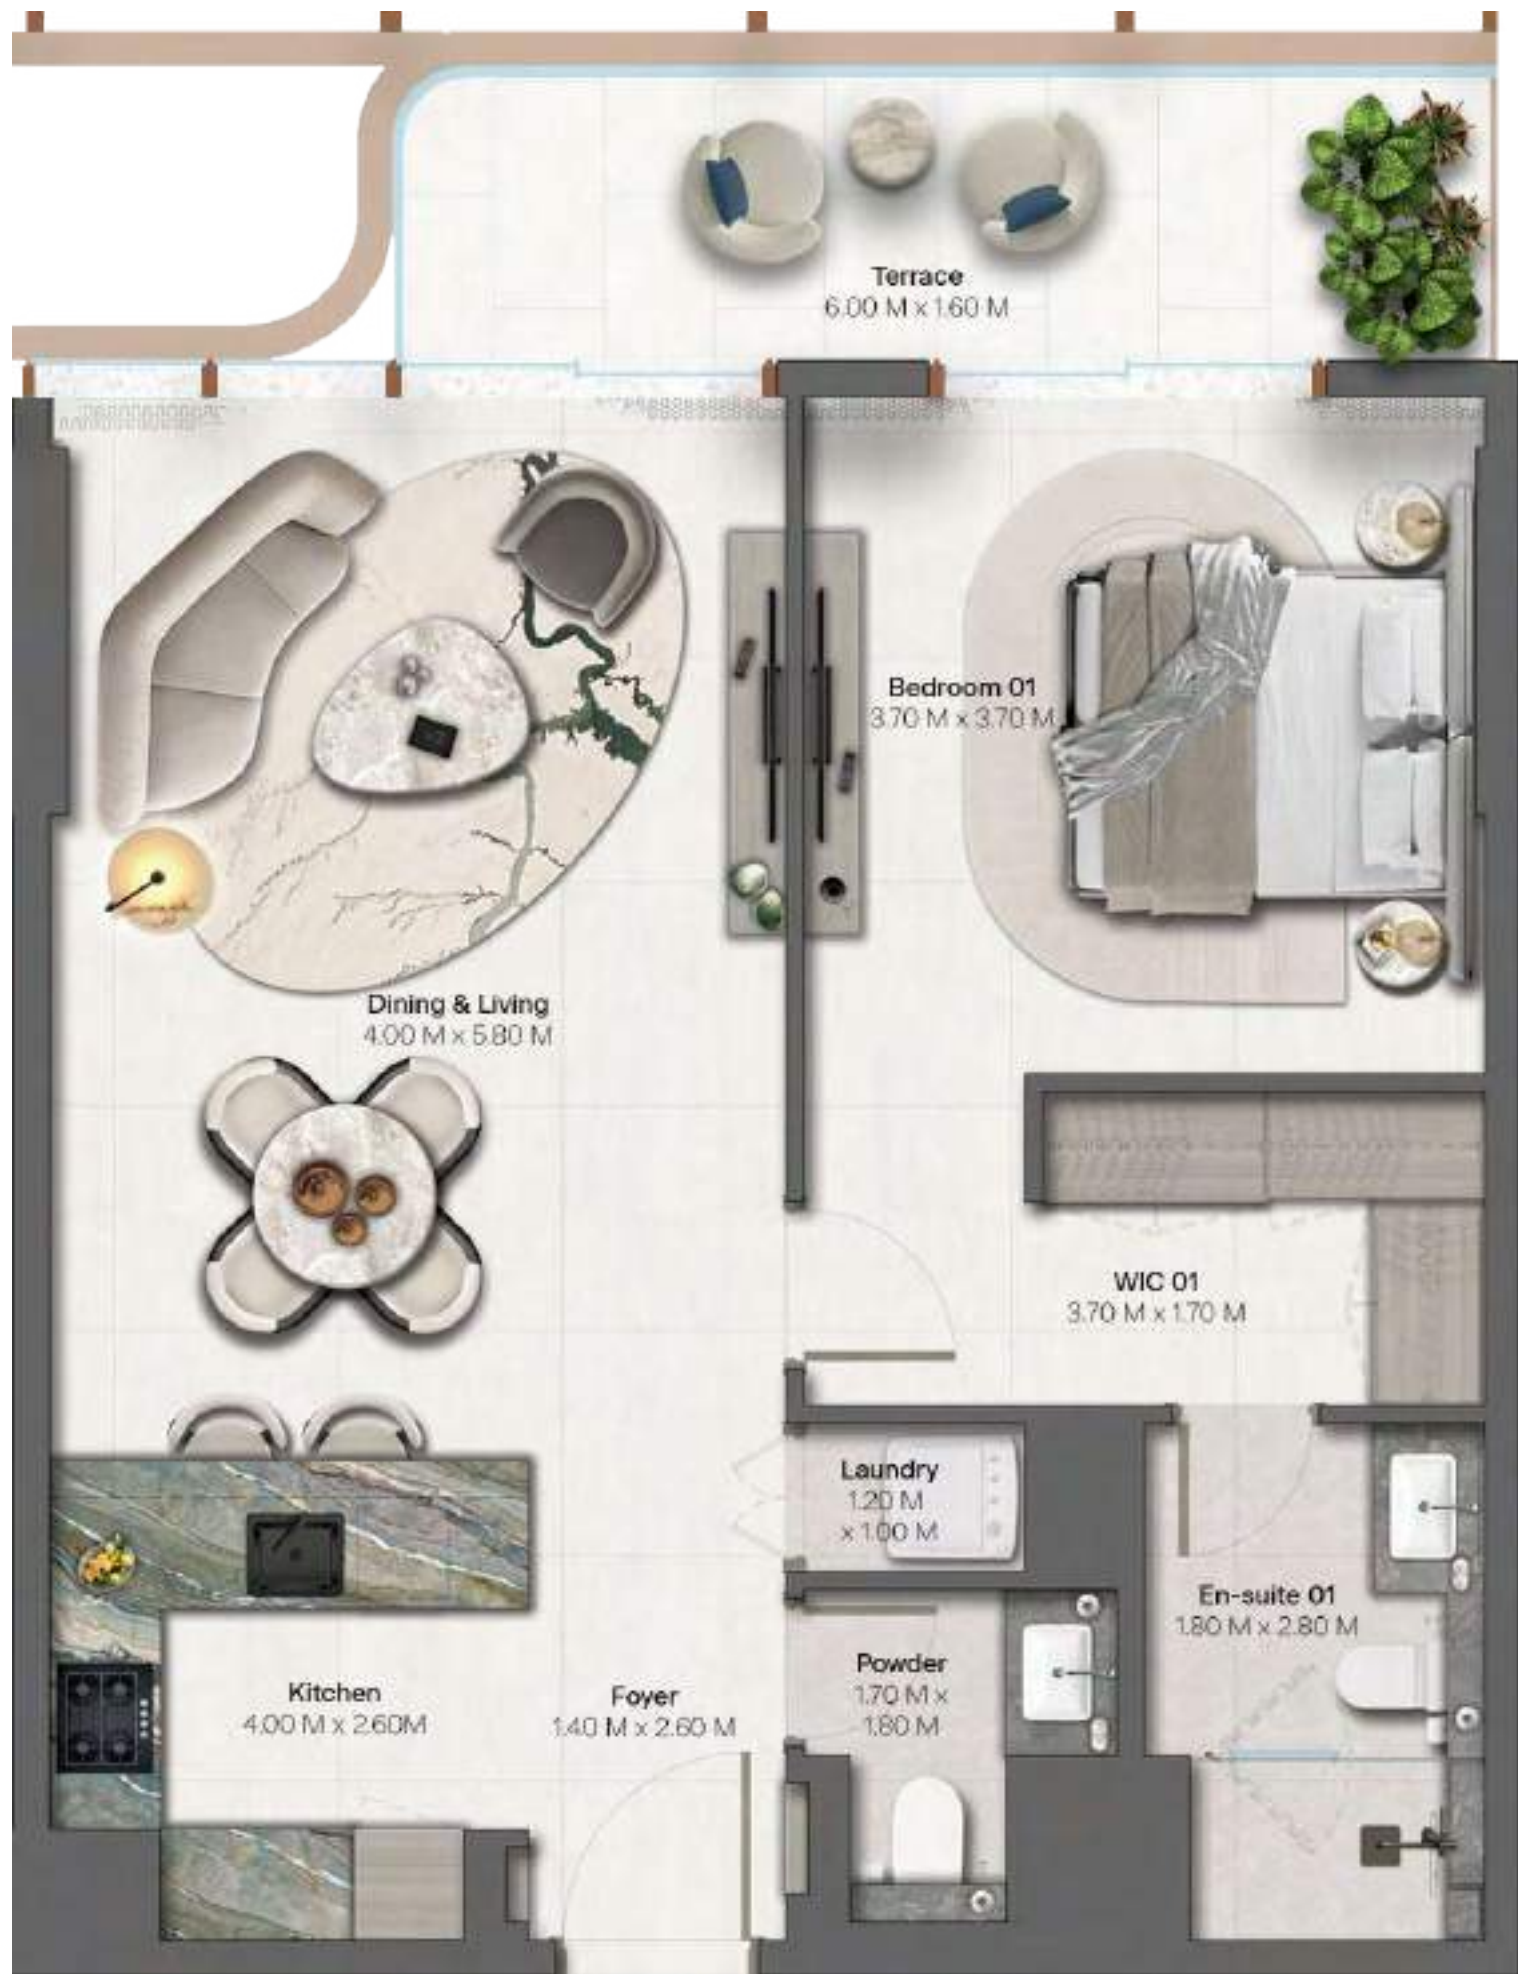 Terrace
6.00 M x 1.60 M
Bedroom 01
3.70 M x 3.70 M
Dining & Living
4.00 M x 5.80 M
WIC 01
3.70 M x 1.70 M
Laundry
1.20 M
x 1.00 M
En-suite 01
1.80 M x 2.80 M
Powder
1.70 M x
1.80 M
Kitchen
4.00 M x 2.60M
Foyer
1.40 M x 2.60 M